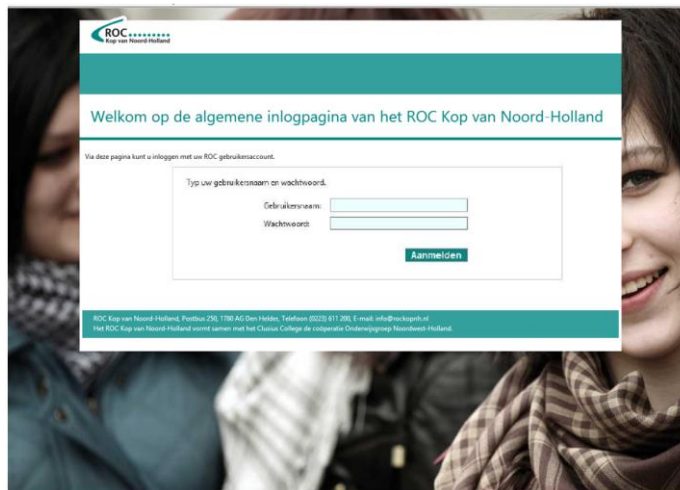 ROC.........
Kop van Noord-Holland
Welkom op de algemene inlogpagina van het ROC Kop van Noord-Holland
Via deze pagina kunt u inloggen met uw ROC gebruikersaccount.
Typ uw gebruikersnaam en wachtwoord.
Gebruikersnaam:
Wachtwoord:
Aanmelden
ROC Kop van Noord-Holland, Postbus 250, 1780 AG Den Helder, Telefoon (0223) 611 200, E-mail: info@rockopnh.nl
Het ROC Kop van Noord-Holland vormt samen met het Clusius College de coöperatie Onderwijsgroep Noordwest-Holland.